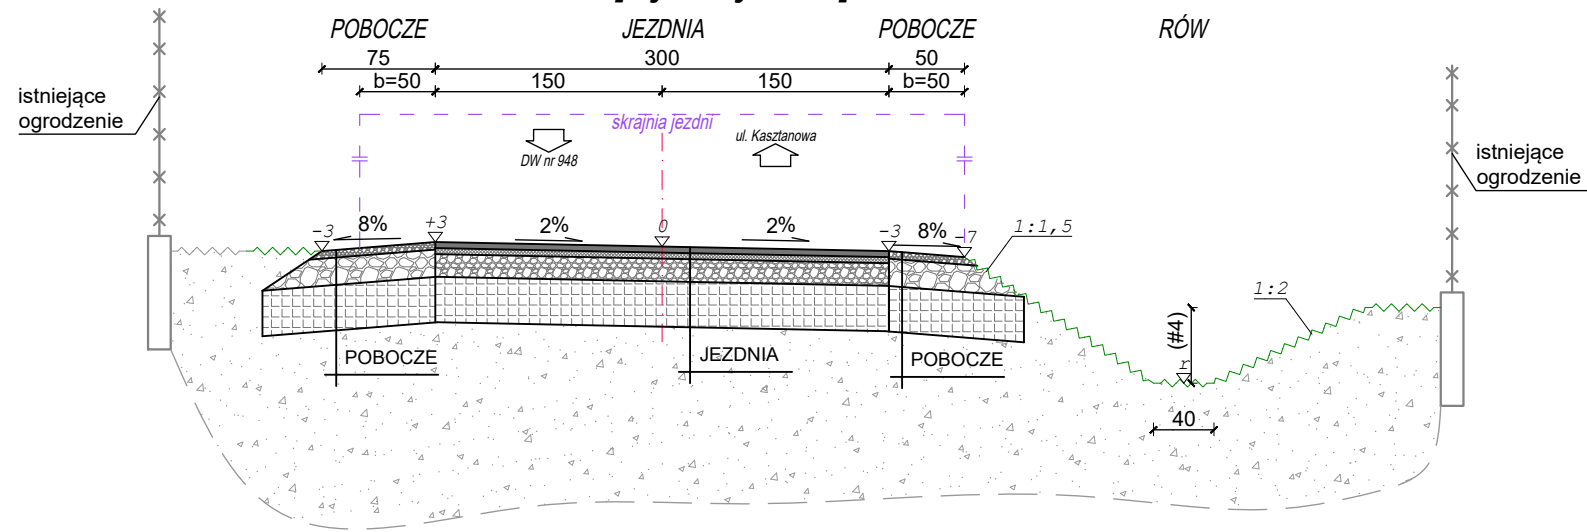 POBOCZE JEZDNIA POBOCZE RÓW
75 300 50
b=50 150 150 b=50
istniejące
ogrodzenie
skrajnia jezdni
DW nr 948
ul. Kasztanowa
istniejące
ogrodzenie
-3 8% +3 2% 0 2% -3 8% -7 1:1,5
1:2
(#4)
r
POBOCZE JEZDNIA POBOCZE
40